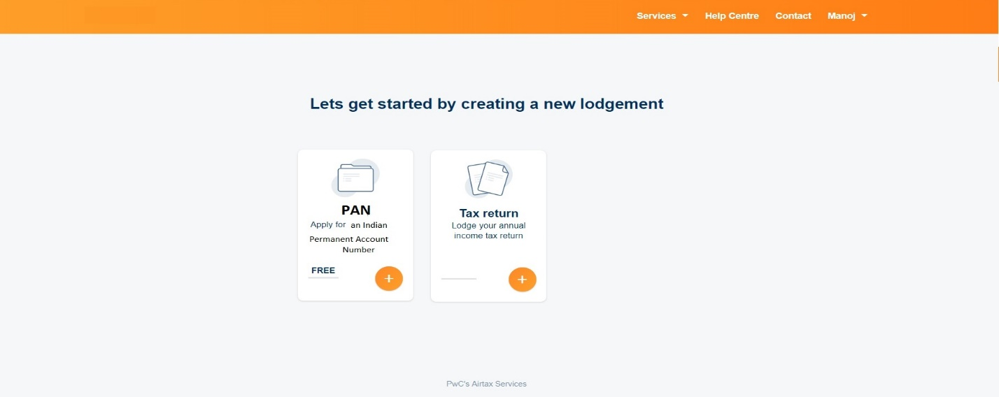 Services Help Centre Contact Manoj
Lets get started by creating a new lodgement
PAN
Apply for an Indian
Permanent Account
Number
FREE
+
Tax return
Lodge your annual
income tax return
+
PwC's Airtax Services